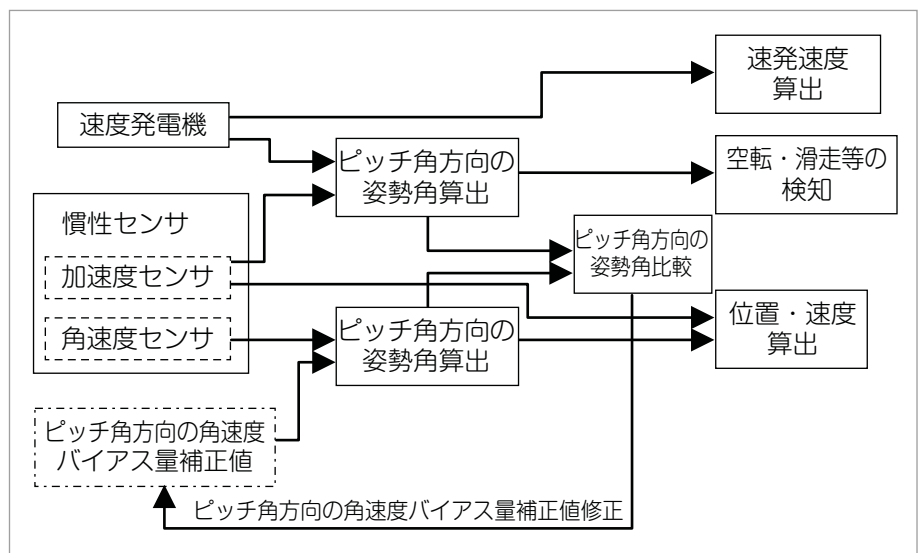 速度発電機
慣性センサ
加速度センサ
角速度センサ
ピッチ角方向の角速度
バイアス量補正値
ピッチ角方向の
姿勢角算出
ピッチ角方向の
姿勢角算出
ピッチ角方向の
姿勢角比較
速発速度
算出
空転・滑走等の
検知
位置・速度
算出
ピッチ角方向の角速度バイアス量補正値修正